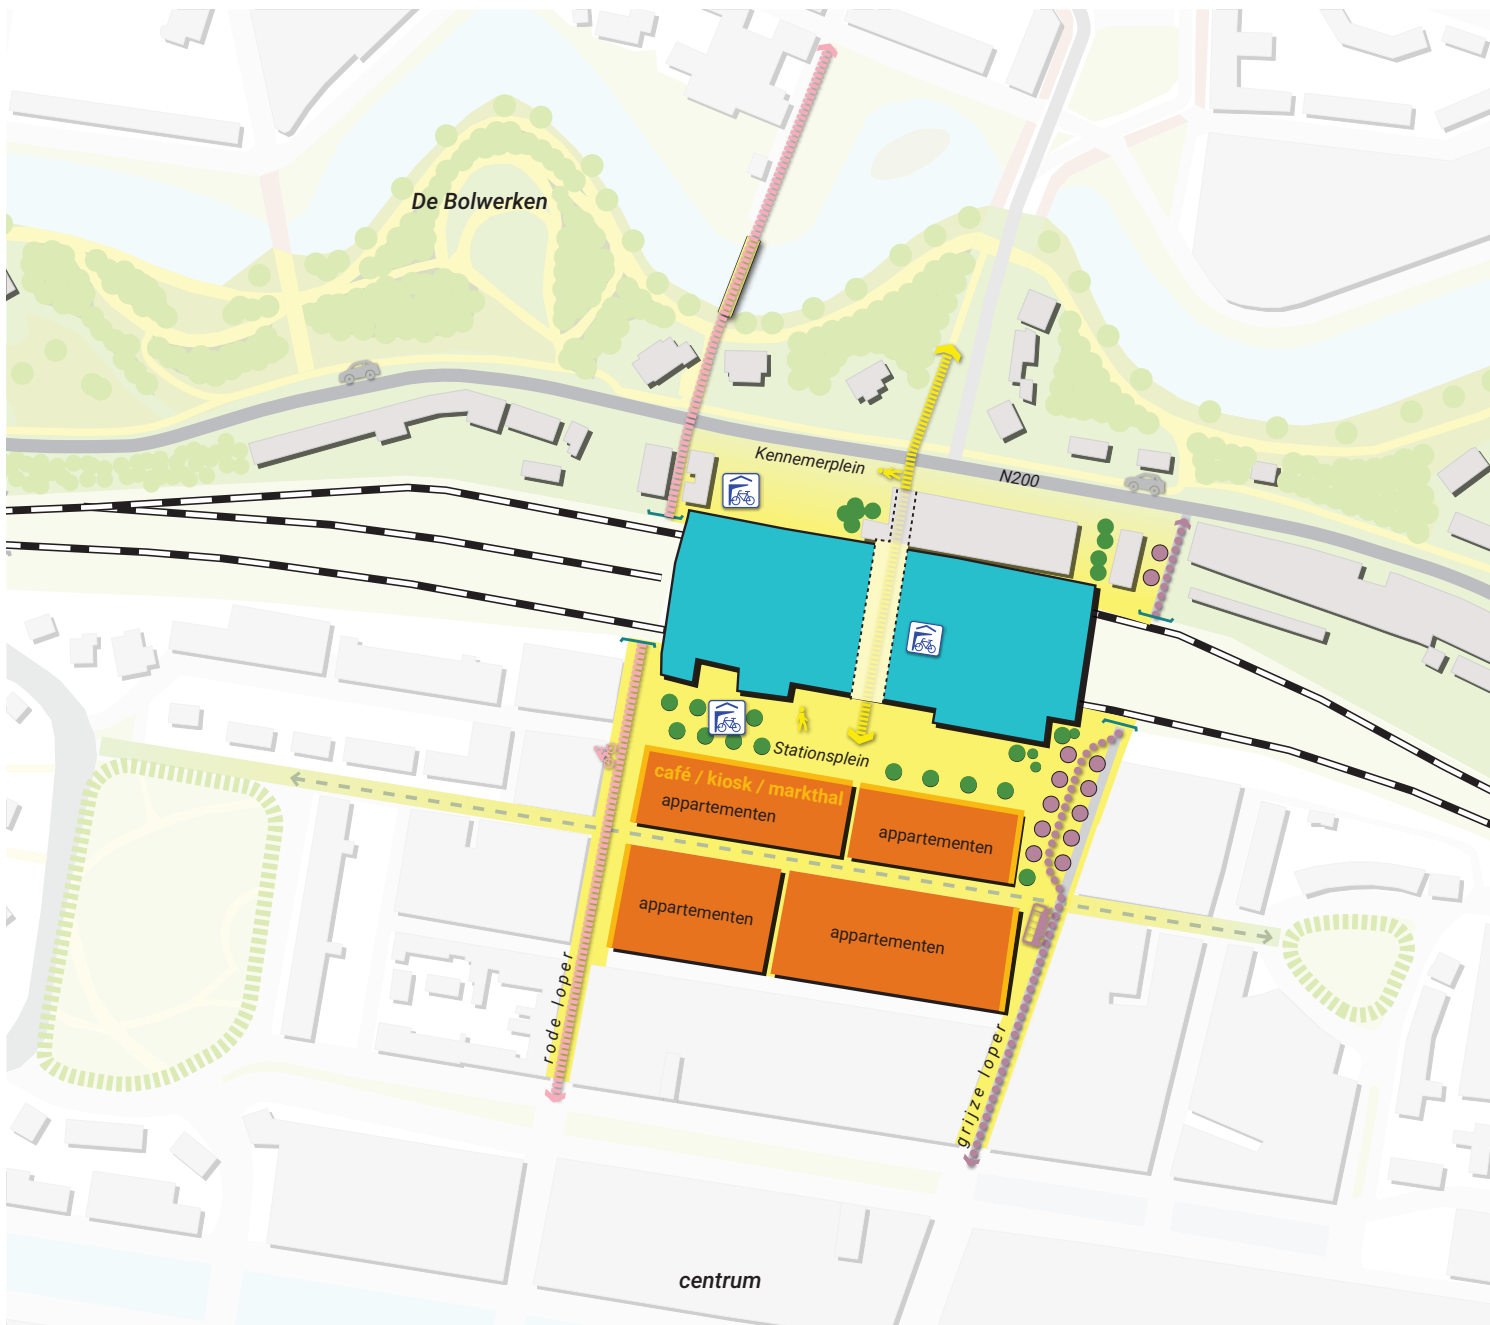 De Bolwerken
Kennemerplein
N200
Stationsplein
café / kiosk / markthal
appartementen
appartementen
appartementen
appartementen
rode loper
grijze loper
centrum